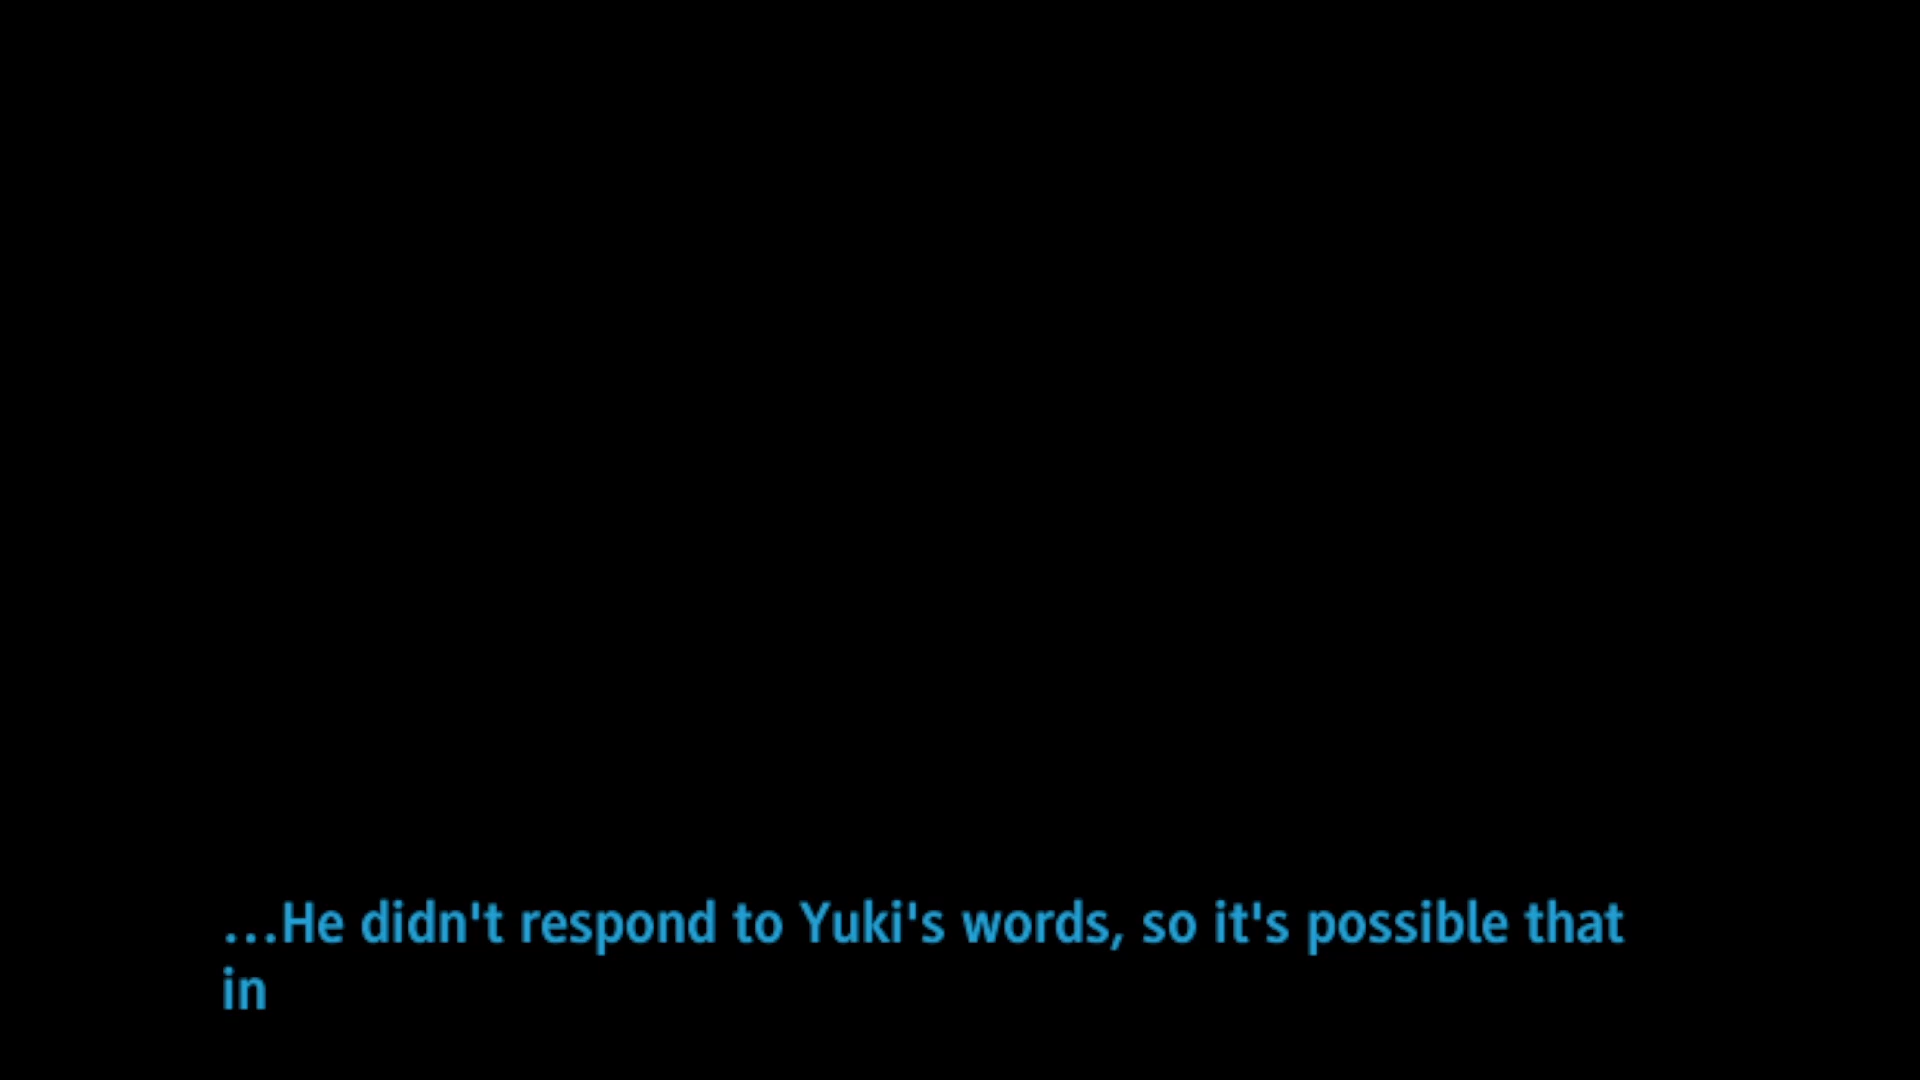 …He didn't respond to Yuki's words, so it's possible that
in